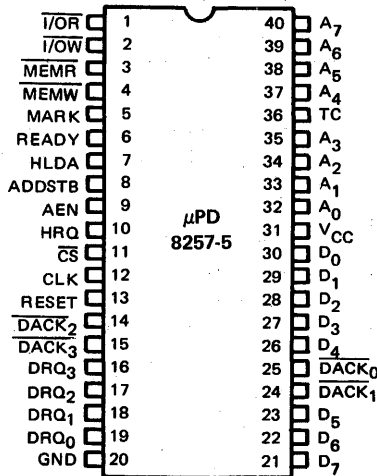 I/OR 1 40 A7
I/OW 2 39 A6
MEMR 3 38 A5
MEMW 4 37 A4
MARK 5 36 TC
READY 6 35 A3
HLDA 7 34 A2
ADDSTB 8 33 A1
AEN 9 32 A0
HRQ 10 31 VCC
CS 11 30 D0
CLK 12 29 D1
RESET 13 28 D2
DACK2 14 27 D3
DACK3 15 26 D4
DRQ3 16 25 DACK0
DRQ2 17 24 DACK1
DRQ1 18 23 D5
DRQ0 19 22 D6
GND 20 21 D7
μPD
8257-5